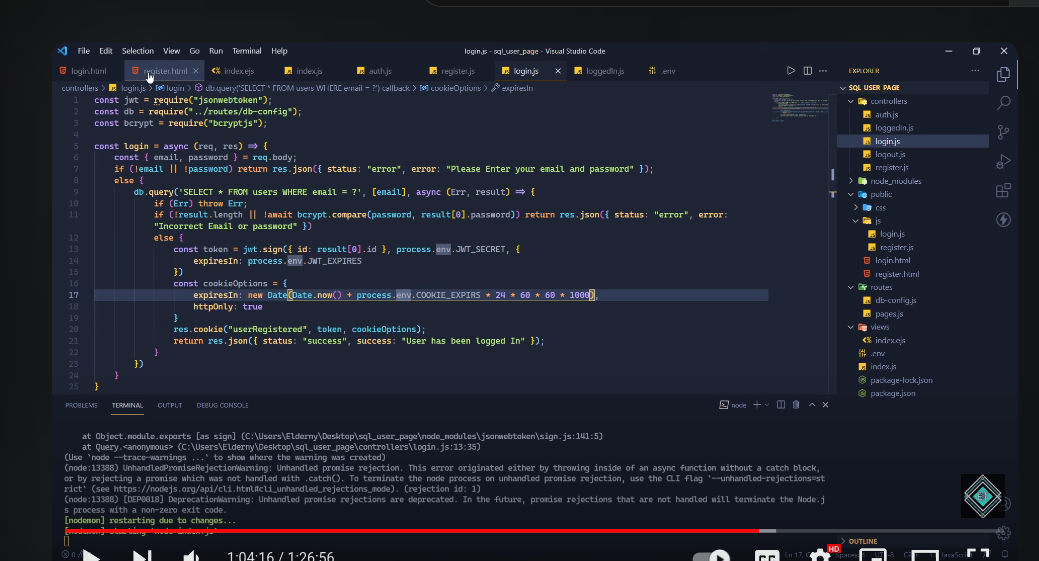 File Edit Selection View Go Run Terminal Help
login.js - sql_user_page - Visual Studio Code
login.html register.html index.ejs index.js auth.js register.js login.js loggedIn.js .env
controllers > login.js > login > db.query('SELECT * FROM users WHERE email = ?') callback > cookieOptions > expiresIn
1 const jwt = require("jsonwebtoken");
2 const db = require("../routes/db-config");
3 const bcrypt = require("bcryptjs");
4
5 const login = async (req, res) => {
6 const { email, password } = req.body;
7 if (!email || !password) return res.json({ status: "error", error: "Please Enter your email and password" });
8 else {
9 db.query('SELECT * FROM users WHERE email = ?', [email], async (Err, result) => {
10 if (Err) throw Err;
11 if (!result.length || !await bcrypt.compare(password, result[0].password)) return res.json({ status: "error", error:
"Incorrect Email or password" })
12 else {
13 const token = jwt.sign({ id: result[0].id }, process.env.JWT_SECRET, {
14 expiresIn: process.env.JWT_EXPIRES
15 })
16 const cookieOptions = {
17 expiresIn: new Date(Date.now() + process.env.COOKIE_EXPIRS * 24 * 60 * 60 * 1000),
18 httpOnly: true
19 }
20 res.cookie("userRegistered", token, cookieOptions);
21 return res.json({ status: "success", success: "User has been logged In" });
22 }
23 })
24 }
25 }
EXPLORER
SQL USER PAGE
controllers
auth.js
loggedIn.js
login.js
logout.js
register.js
node_modules
public
css
js
login.js
register.js
login.html
register.html
routes
db-config.js
pages.js
views
index.ejs
.env
index.js
package-lock.json
package.json
OUTLINE
PROBLEMS TERMINAL OUTPUT DEBUG CONSOLE
node
at Object.module.exports [as sign] (C:\Users\Elderny\Desktop\sql_user_page\node_modules\jsonwebtoken\sign.js:141:5)
at Query.<anonymous> (C:\Users\Elderny\Desktop\sql_user_page\controllers\login.js:13:35)
(Use `node --trace-warnings ...` to show where the warning was created)
(node:13388) UnhandledPromiseRejectionWarning: Unhandled promise rejection. This error originated either by throwing inside of an async function without a catch block,
or by rejecting a promise which was not handled with .catch(). To terminate the node process on unhandled promise rejection, use the CLI flag `--unhandled-rejections=st
rict` (see https://nodejs.org/api/cli.html#cli_unhandled_rejections_mode). (rejection id: 1)
(node:13388) [DEP0018] DeprecationWarning: Unhandled promise rejections are deprecated. In the future, promise rejections that are not handled will terminate the Node.j
s process with a non-zero exit code.
[nodemon] restarting due to changes...
[nodemon] starting `node index.js`
1:04:16 / 1:26:56
CC
HD